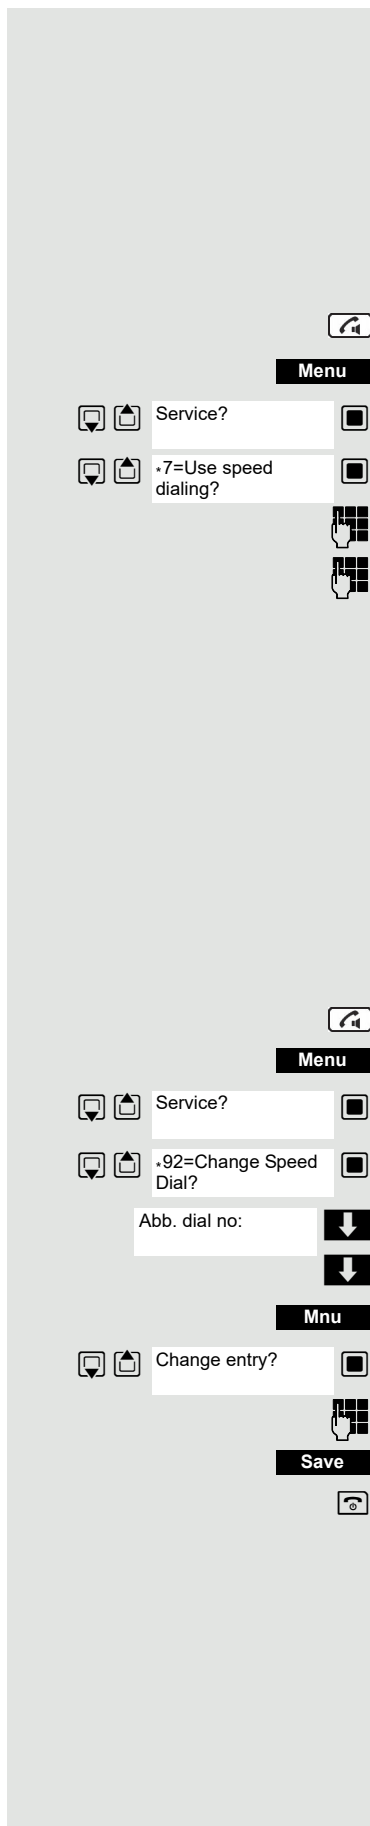 Menu
Service?
*7=Use speed
dialing?
Menu
Service?
*92=Change Speed
Dial?
Abb. dial no:
Mnu
Change entry?
Save